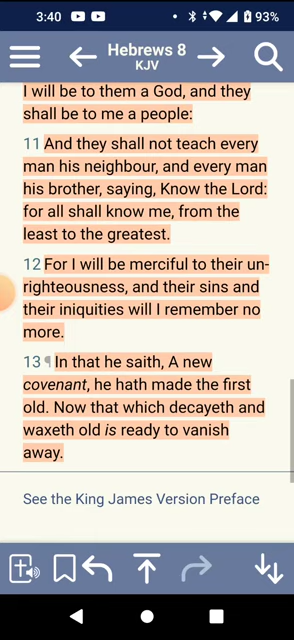 3:40
93%
Hebrews 8
KJV
I will be to them a God, and they
shall be to me a people:
11 And they shall not teach every
man his neighbour, and every man
his brother, saying, Know the Lord:
for all shall know me, from the
least to the greatest.
12 For I will be merciful to their un-
righteousness, and their sins and
their iniquities will I remember no
more.
13 ¶ In that he saith, A new
covenant, he hath made the first
old. Now that which decayeth and
waxeth old is ready to vanish
away.
See the King James Version Preface